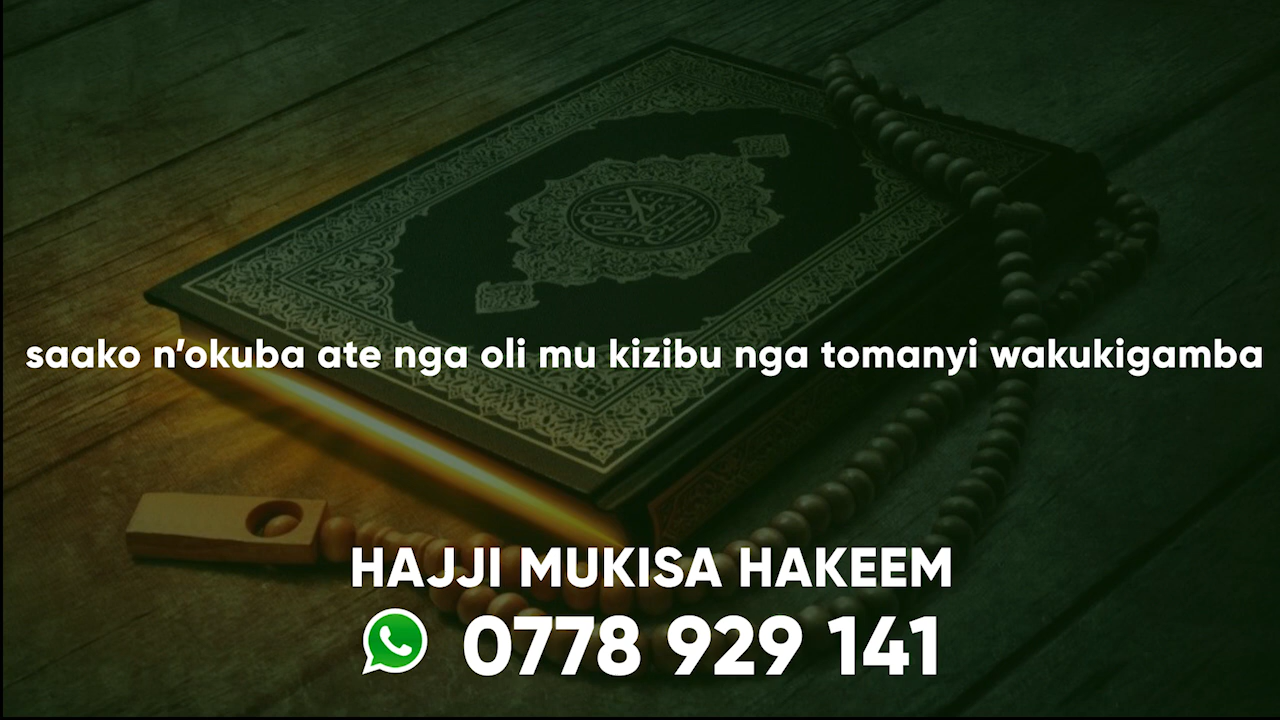 saako n’okuba ate nga oli mu kizibu nga tomanyi wakukigamba
HAJJI MUKISA HAKEEM
0778 929 141